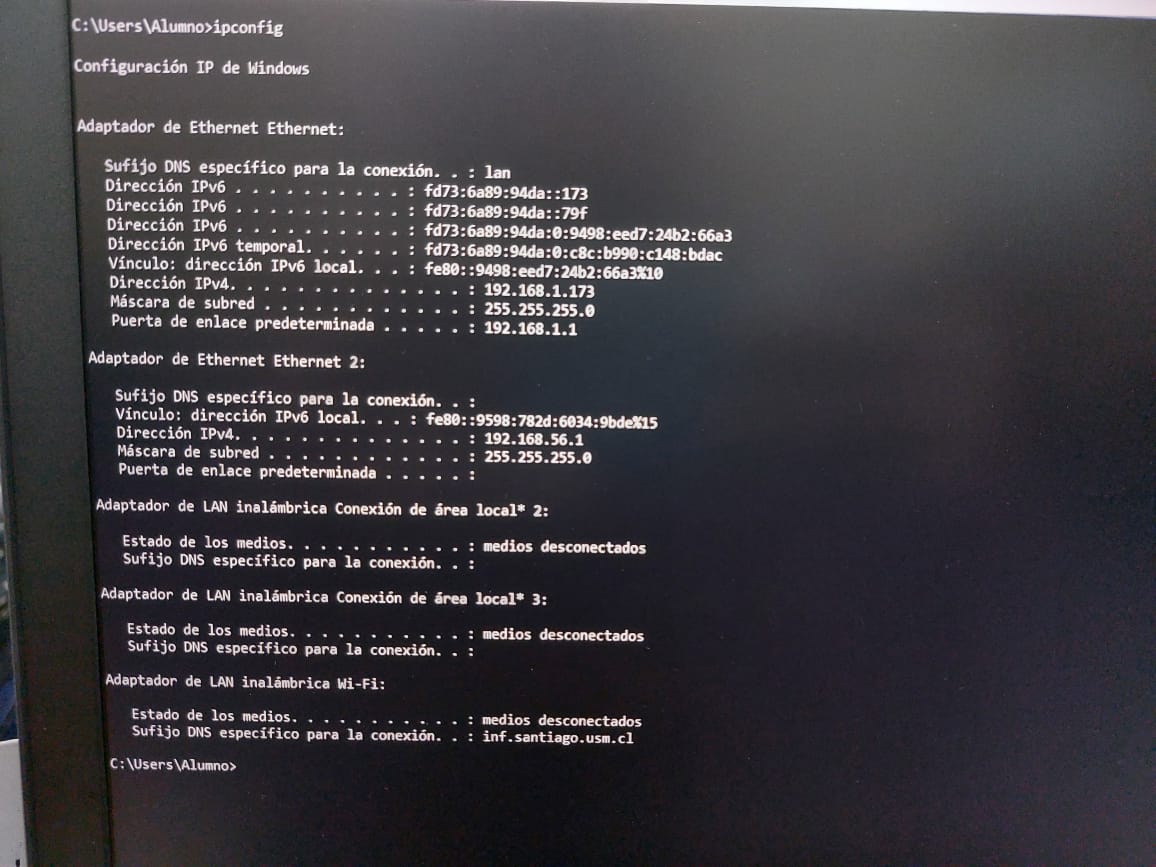 C:\Users\Alumno>ipconfig
Configuración IP de Windows
Adaptador de Ethernet Ethernet:
Sufijo DNS específico para la conexión. . : lan
Dirección IPv6 . . . . . . . . . . : fd73:6a89:94da::173
Dirección IPv6 . . . . . . . . . . : fd73:6a89:94da::79f
Dirección IPv6 . . . . . . . . . . : fd73:6a89:94da:0:9498:eed7:24b2:66a3
Dirección IPv6 temporal. . . . . . : fd73:6a89:94da:0:c8c:b990:c148:bdac
Vínculo: dirección IPv6 local. . . : fe80::9498:eed7:24b2:66a3%10
Dirección IPv4. . . . . . . . . . . . . . : 192.168.1.173
Máscara de subred . . . . . . . . . . . . : 255.255.255.0
Puerta de enlace predeterminada . . . . . : 192.168.1.1
Adaptador de Ethernet Ethernet 2:
Sufijo DNS específico para la conexión. . :
Vínculo: dirección IPv6 local. . . : fe80::9598:782d:6034:9bde%15
Dirección IPv4. . . . . . . . . . . . . . : 192.168.56.1
Máscara de subred . . . . . . . . . . . . : 255.255.255.0
Puerta de enlace predeterminada . . . . . :
Adaptador de LAN inalámbrica Conexión de área local* 2:
Estado de los medios. . . . . . . . . . . : medios desconectados
Sufijo DNS específico para la conexión. . :
Adaptador de LAN inalámbrica Conexión de área local* 3:
Estado de los medios. . . . . . . . . . . : medios desconectados
Sufijo DNS específico para la conexión. . :
Adaptador de LAN inalámbrica Wi-Fi:
Estado de los medios. . . . . . . . . . . : medios desconectados
Sufijo DNS específico para la conexión. . : inf.santiago.usm.cl
C:\Users\Alumno>